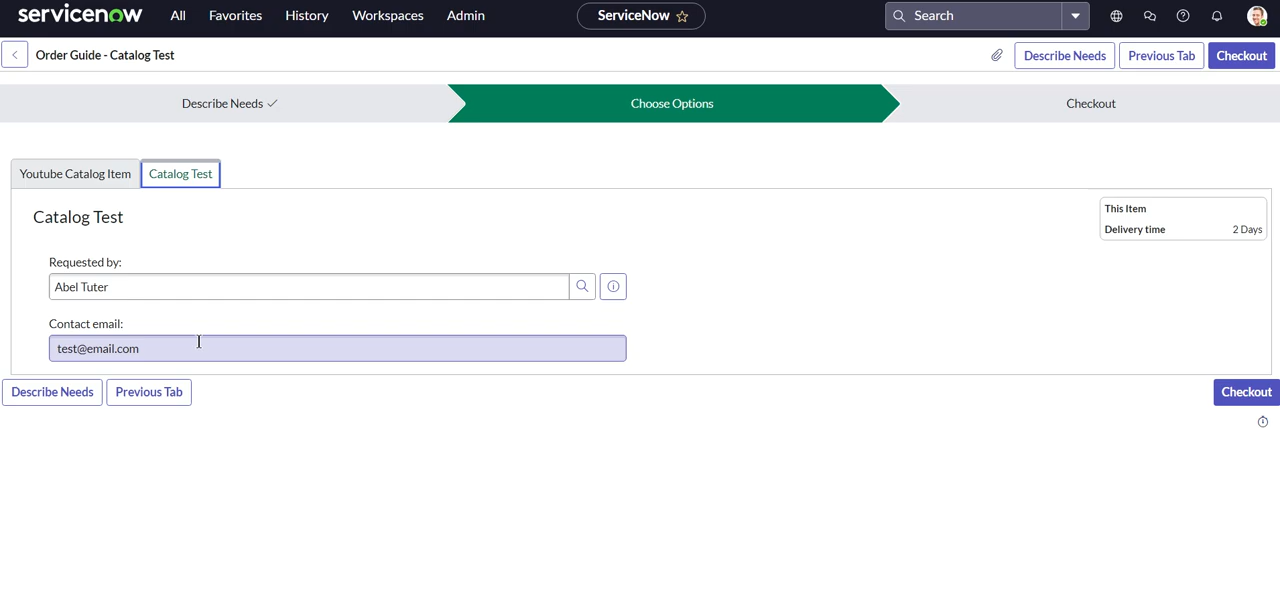 servicenow All Favorites History Workspaces Admin ServiceNow Search
Order Guide - Catalog Test Describe Needs Previous Tab Checkout
Describe Needs Choose Options Checkout
Youtube Catalog Item Catalog Test
Catalog Test
This Item
Delivery time 2 Days
Requested by:
Abel Tuter
Contact email:
test@email.com
Describe Needs Previous Tab Checkout